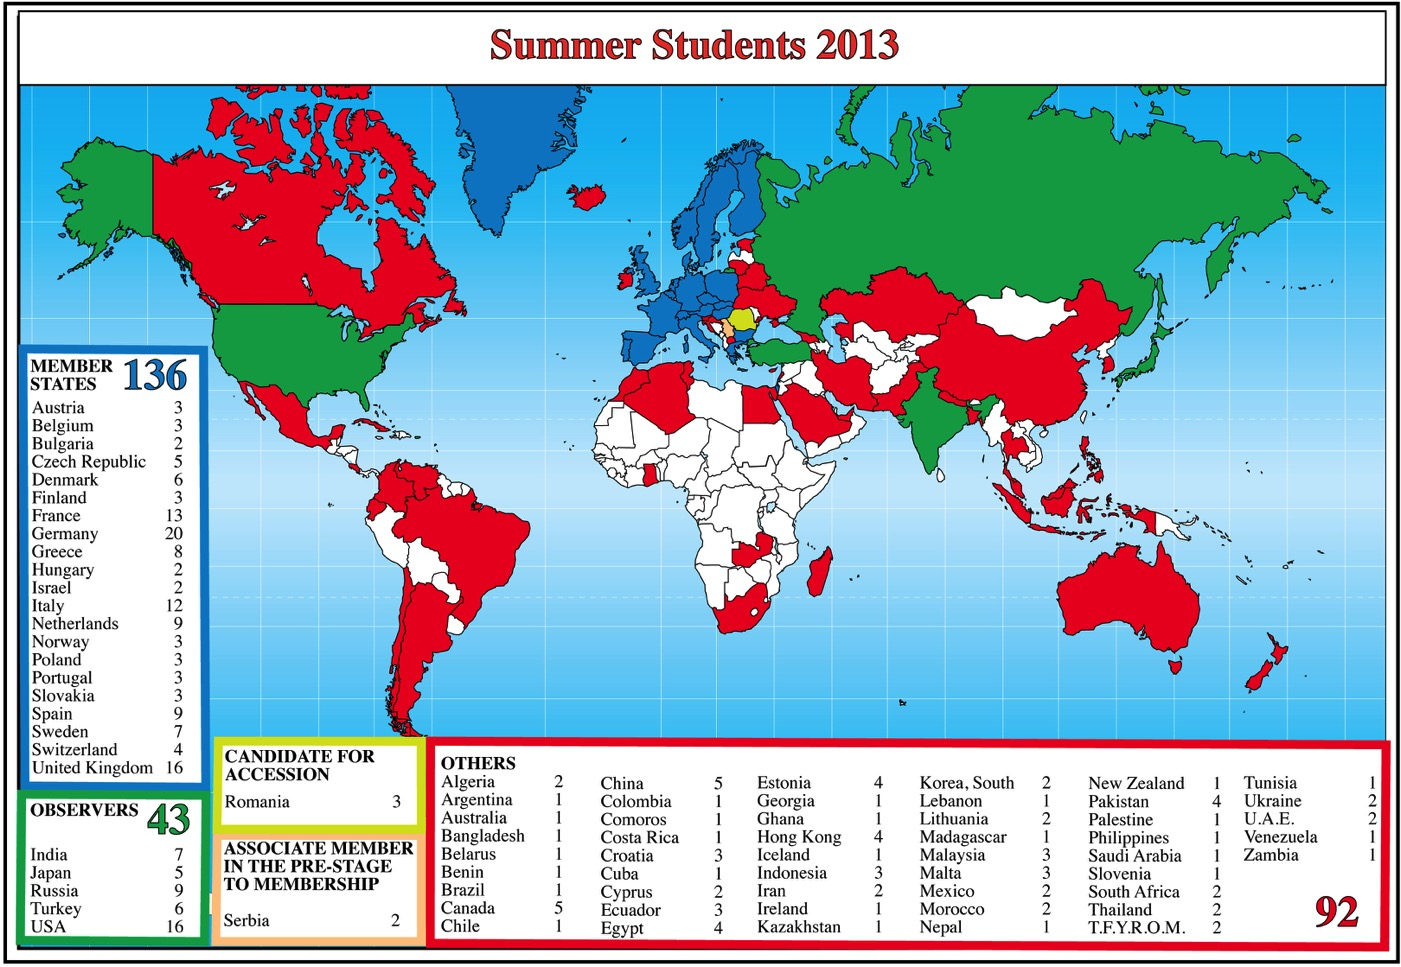 Summer Students 2013
MEMBER STATES 136
Austria 3
Belgium 3
Bulgaria 2
Czech Republic 5
Denmark 6
Finland 3
France 13
Germany 20
Greece 8
Hungary 2
Israel 2
Italy 12
Netherlands 9
Norway 3
Poland 3
Portugal 3
Slovakia 3
Spain 9
Sweden 7
Switzerland 4
United Kingdom 16
OBSERVERS 43
India 7
Japan 5
Russia 9
Turkey 6
USA 16
CANDIDATE FOR
ACCESSION
Romania 3
ASSOCIATE MEMBER
IN THE PRE-STAGE
TO MEMBERSHIP
Serbia 2
OTHERS
Algeria 2
Argentina 1
Australia 1
Bangladesh 1
Belarus 1
Benin 1
Brazil 1
Canada 5
Chile 1
China 5
Colombia 1
Comoros 1
Costa Rica 1
Croatia 3
Cuba 1
Cyprus 2
Ecuador 3
Egypt 4
Estonia 4
Georgia 1
Ghana 1
Hong Kong 4
Iceland 1
Indonesia 3
Iran 2
Ireland 1
Kazakhstan 1
Korea, South 2
Lebanon 1
Lithuania 2
Madagascar 1
Malaysia 3
Malta 3
Mexico 2
Morocco 2
Nepal 1
New Zealand 1
Pakistan 4
Palestine 1
Philippines 1
Saudi Arabia 1
Slovenia 1
South Africa 2
Thailand 2
T.F.Y.R.O.M. 2
Tunisia 1
Ukraine 2
U.A.E. 2
Venezuela 1
Zambia 1
92